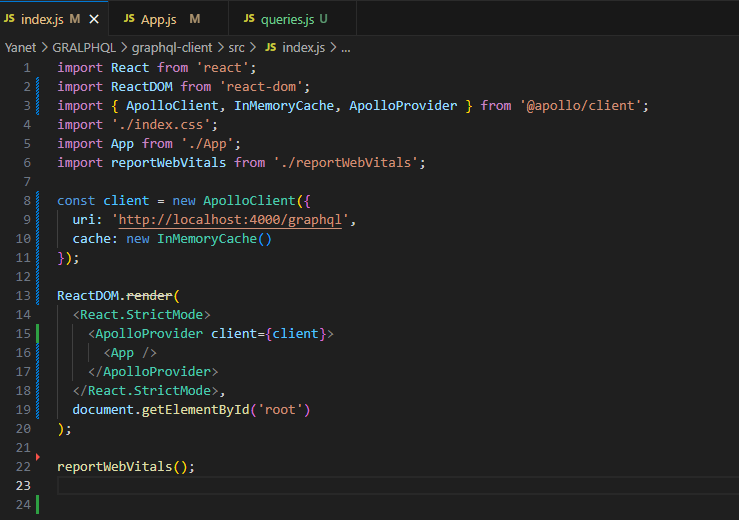 JS index.js M ✕ JS App.js M JS queries.js U
Yanet > GRALPHQL > graphql-client > src > JS index.js > ...
1 import React from 'react';
2 import ReactDOM from 'react-dom';
3 import { ApolloClient, InMemoryCache, ApolloProvider } from '@apollo/client';
4 import './index.css';
5 import App from './App';
6 import reportWebVitals from './reportWebVitals';
7
8 const client = new ApolloClient({
9   uri: 'http://localhost:4000/graphql',
10   cache: new InMemoryCache()
11 });
12
13 ReactDOM.render(
14   <React.StrictMode>
15     <ApolloProvider client={client}>
16       <App />
17     </ApolloProvider>
18   </React.StrictMode>,
19   document.getElementById('root')
20 );
21
22 reportWebVitals();
23
24